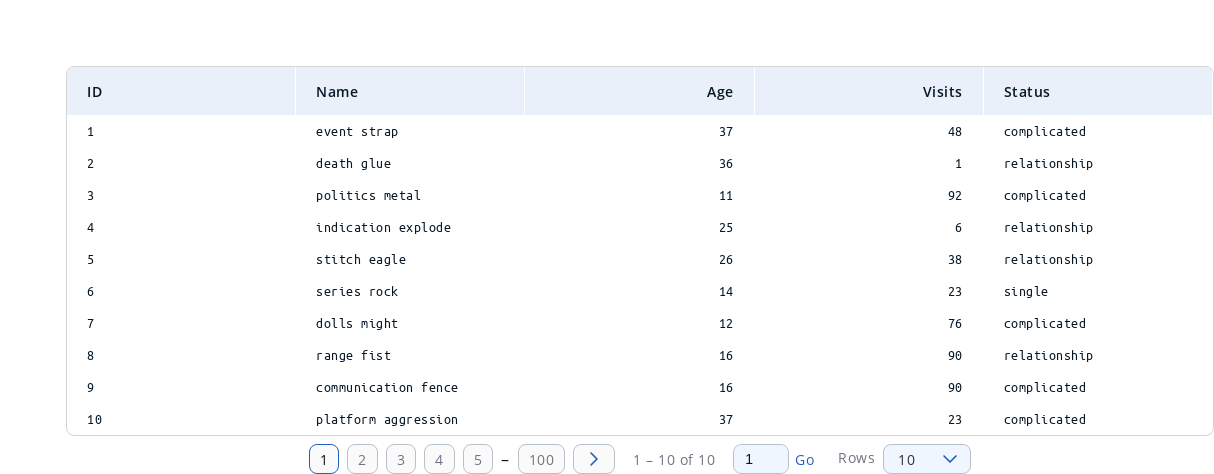 ID Name Age Visits Status
1 event strap 37 48 complicated
2 death glue 36 1 relationship
3 politics metal 11 92 complicated
4 indication explode 25 6 relationship
5 stitch eagle 26 38 relationship
6 series rock 14 23 single
7 dolls might 12 76 complicated
8 range fist 16 90 relationship
9 communication fence 16 90 complicated
10 platform aggression 37 23 complicated
1 2 3 4 5 – 100 1 – 10 of 10 1 Go Rows 10